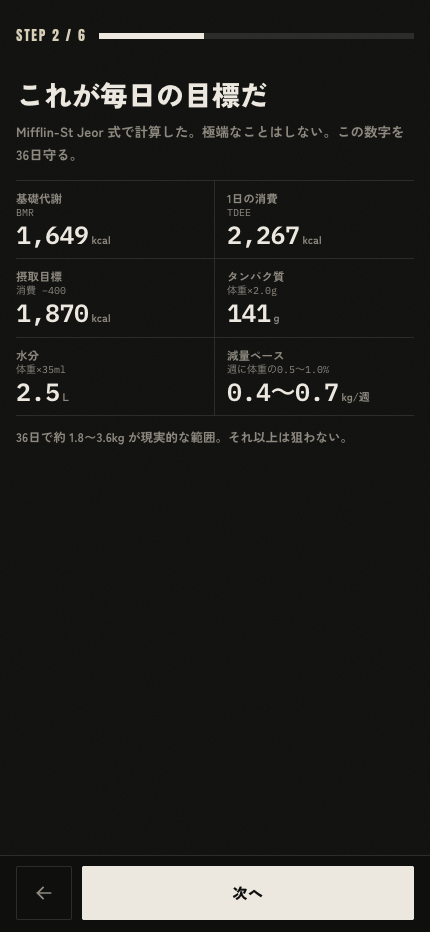 STEP 2 / 6
これが毎日の目標だ
Mifflin-St Jeor 式で計算した。極端なことはしない。この数字を
36日守る。
基礎代謝
BMR
1,649 kcal
1日の消費
TDEE
2,267 kcal
摂取目標
消費 −400
1,870 kcal
タンパク質
体重×2.0g
141 g
水分
体重×35ml
2.5 L
減量ペース
週に体重の0.5〜1.0%
0.4〜0.7 kg/週
36日で約 1.8〜3.6kg が現実的な範囲。それ以上は狙わない。
←
次へ